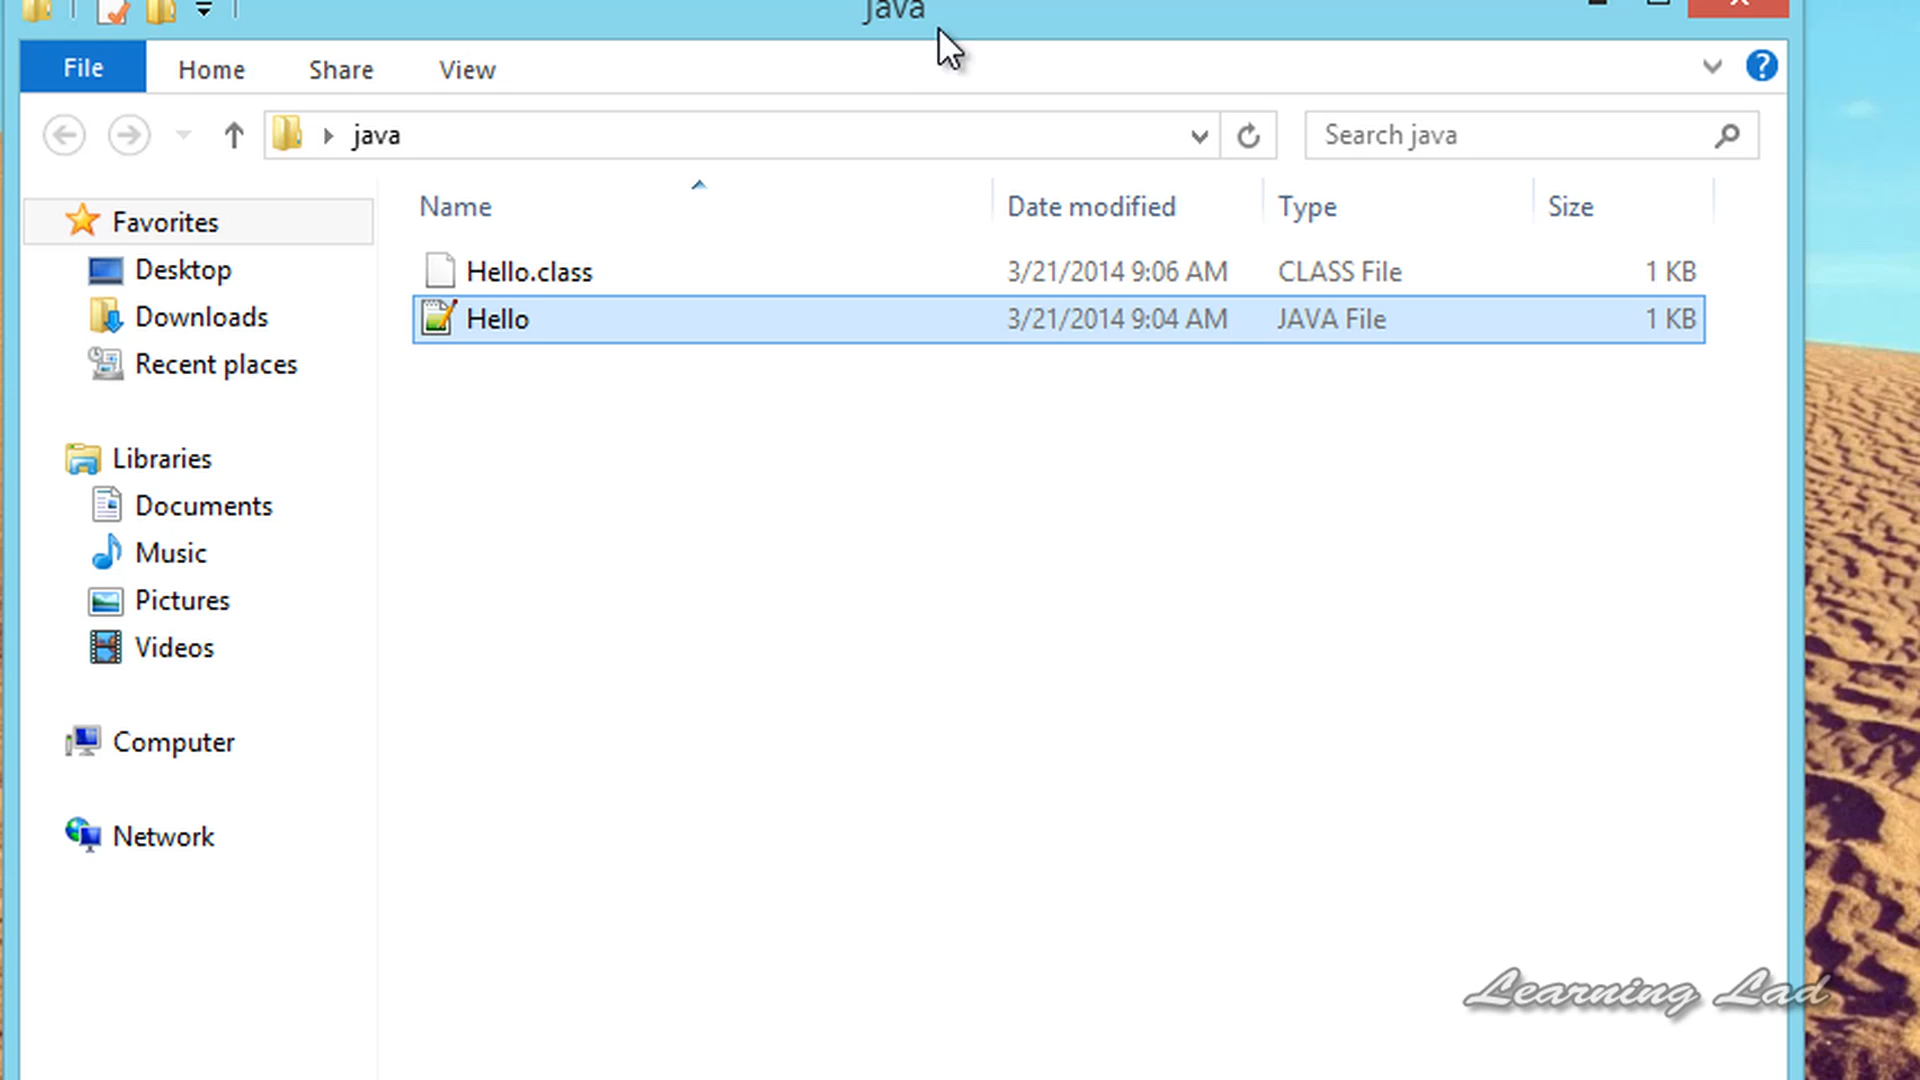 java
File Home Share View
java
Search java
Name Date modified Type Size
Favorites
Desktop
Downloads
Recent places
Libraries
Documents
Music
Pictures
Videos
Computer
Network
Hello.class 3/21/2014 9:06 AM CLASS File 1 KB
Hello 3/21/2014 9:04 AM JAVA File 1 KB
Learning Lad